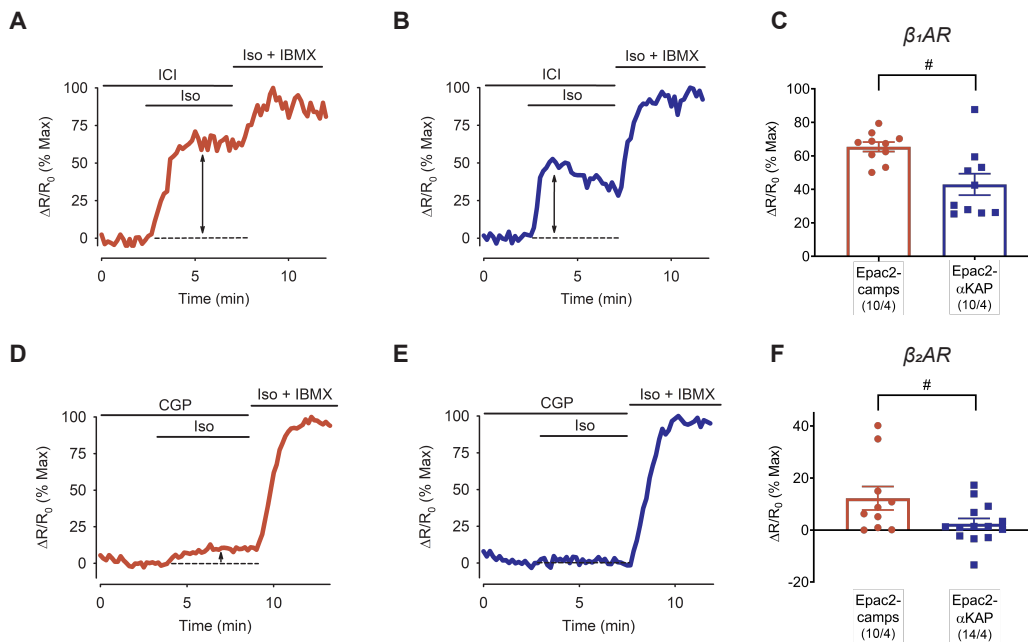 A
Iso + IBMX
ICI
Iso
ΔR/R0 (% Max)
100
75
50
25
0
0
5
10
Time (min)
B
Iso + IBMX
ICI
Iso
ΔR/R0 (% Max)
100
75
50
25
0
0
5
10
Time (min)
C
β1AR
#
ΔR/R0 (% Max)
100
80
60
40
20
0
Epac2-
camps
(10/4)
Epac2-
αKAP
(10/4)
D
Iso + IBMX
CGP
Iso
ΔR/R0 (% Max)
100
75
50
25
0
0
5
10
Time (min)
E
Iso + IBMX
CGP
Iso
ΔR/R0 (% Max)
100
75
50
25
0
0
5
10
Time (min)
F
β2AR
#
ΔR/R0 (% Max)
40
20
0
-20
Epac2-
camps
(10/4)
Epac2-
αKAP
(14/4)